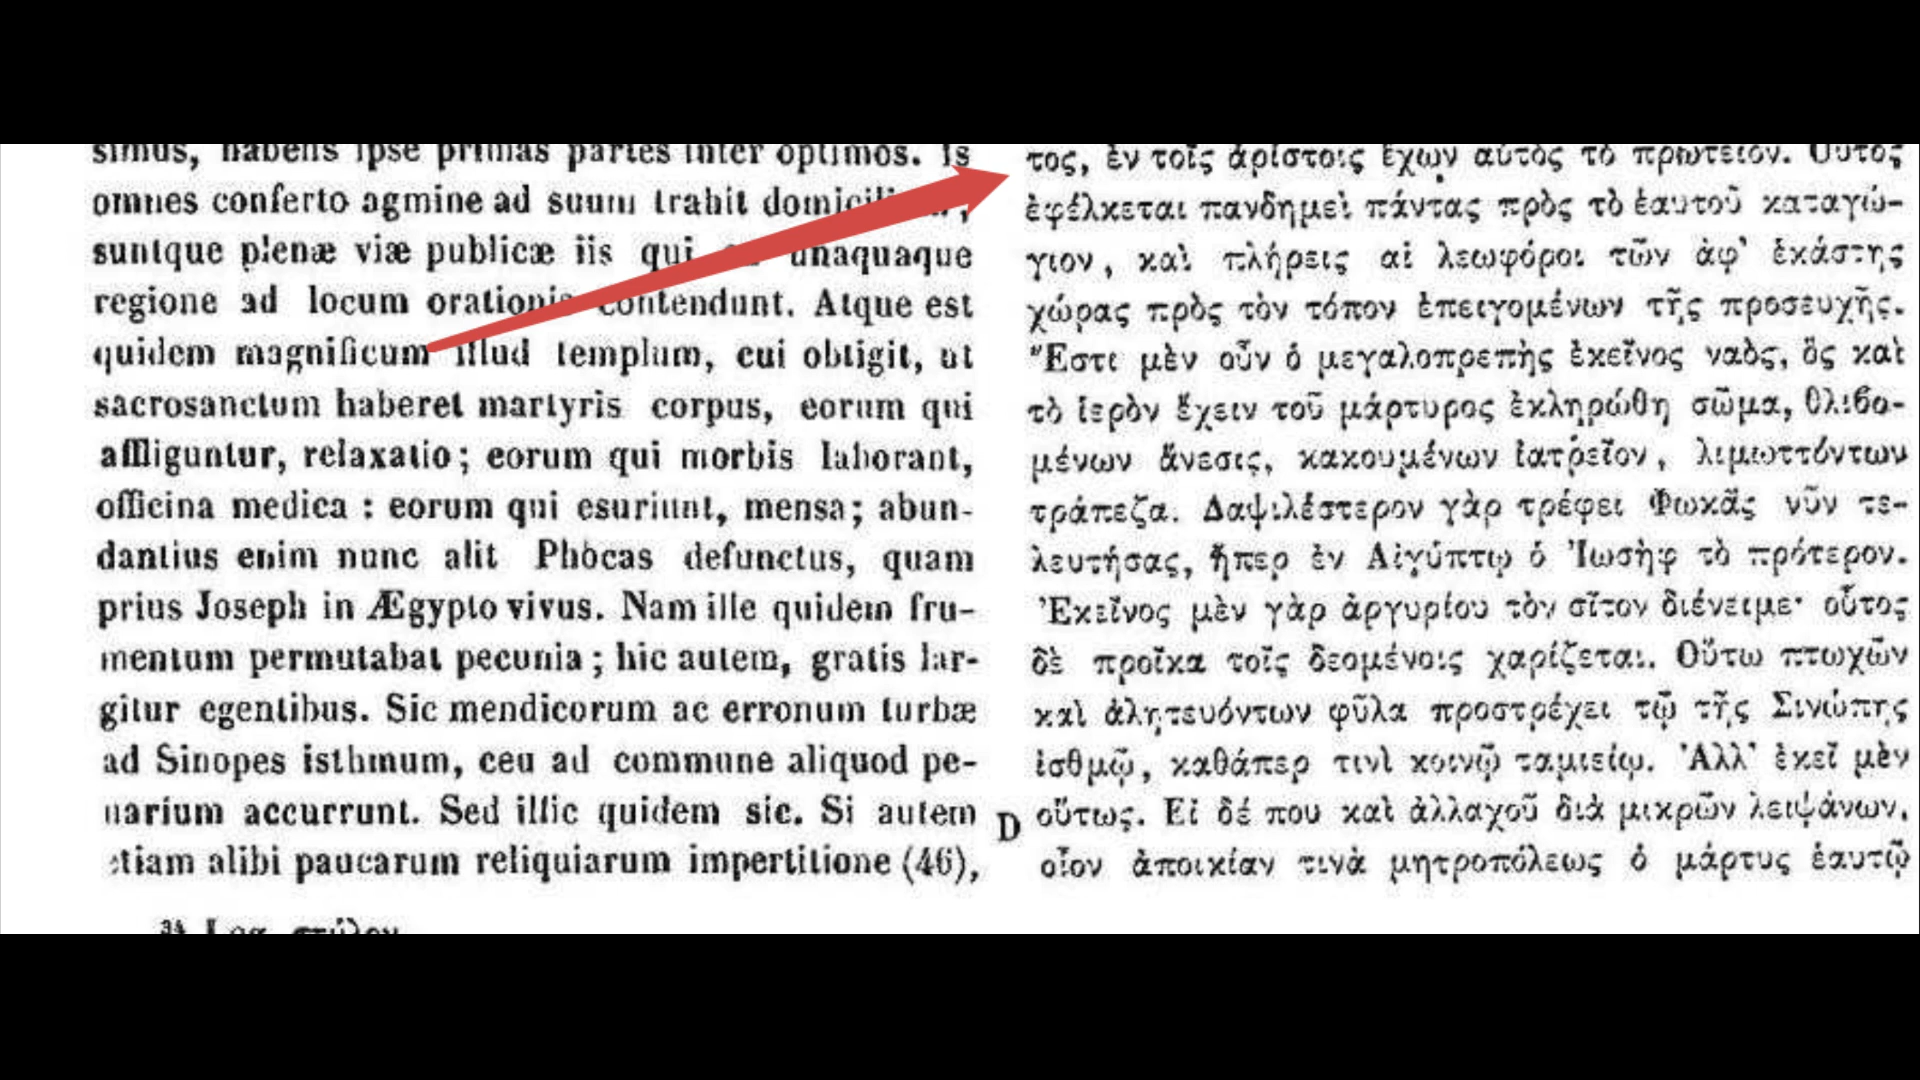 simus, habens ipse primas partes inter optimos. Is
omnes conferto agmine ad suum trahit
suntque plenæ viæ publicæ iis qui unaquaque
regione ad locum orationis contendunt. Atque est
quidem magnificum illud templum, cui obtigit, ut
sacrosanctum haberet martyris corpus, eorum qui
affliguntur, relaxatio; eorum qui morbis laborant,
officina medica : eorum qui esuriunt, mensa; abun-
dantius enim nunc alit Phocas defunctus, quam
prius Joseph in Ægypto vivus. Nam ille quidem fru-
mentum permutabat pecunia; hic autem, gratis lar-
gitur egentibus. Sic mendicorum ac erronum turbæ
ad Sinopes isthmum, ceu ad commune aliquod pe-
narium accurrunt. Sed illic quidem sic. Si autem
etiam alibi paucarum reliquiarum impertitione (46),
τος, ἐν τοῖς ἀρίστοις ἔχων αὐτὸς τὸ πρωτεῖον. Οὗτος
ἐφέλκεται πανδημεὶ πάντας πρὸς τὸ ἑαυτοῦ καταγώ-
γιον, καὶ πλήρεις αἱ λεωφόροι τῶν ἀφ' ἑκάστης
χώρας πρὸς τὸν τόπον ἐπειγομένων τῆς προσευχῆς.
Ἔστι μὲν οὖν ὁ μεγαλοπρεπὴς ἐκεῖνος ναὸς, ὃς καὶ
τὸ ἱερὸν ἔχειν τοῦ μάρτυρος ἐκληρώθη σῶμα, θλιβο-
μένων ἄνεσις, κακουμένων ἰατρεῖον, λιμωττόντων
τράπεζα. Δαψιλέστερον γὰρ τρέφει Φωκᾶς νῦν τε-
λευτήσας, ἤπερ ἐν Αἰγύπτῳ ὁ Ἰωσὴφ τὸ πρότερον.
Ἐκεῖνος μὲν γὰρ ἀργυρίου τὸν σῖτον διένειμε· οὗτος
δὲ προῖκα τοῖς δεομένοις χαρίζεται. Οὕτω πτωχῶν
καὶ ἀλητευόντων φῦλα προστρέχει τῷ τῆς Σινώπης
ἰσθμῷ, καθάπερ τινὶ κοινῷ ταμιείῳ. Ἀλλ' ἐκεῖ μὲν
D οὕτως. Εἰ δέ που καὶ ἀλλαχοῦ διὰ μικρῶν λειψάνων,
οἷον ἀποικίαν τινὰ μητροπόλεως ὁ μάρτυς ἑαυτῷ